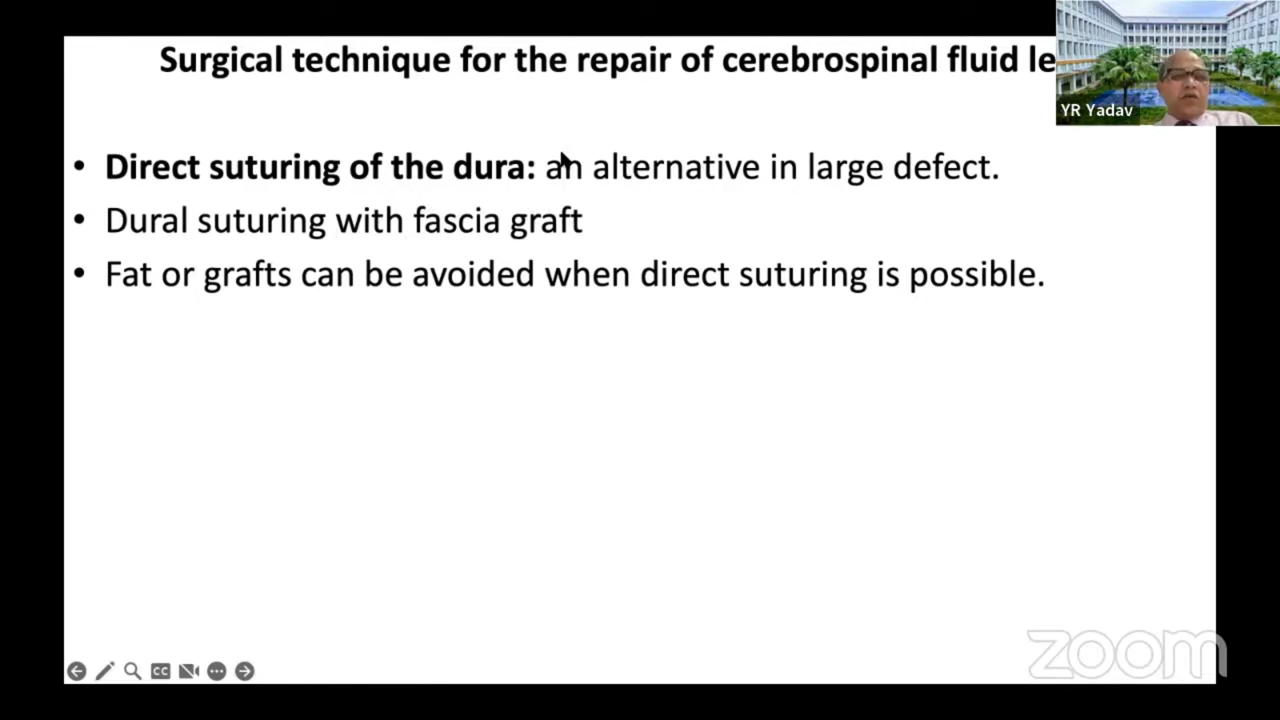 Surgical technique for the repair of cerebrospinal fluid le
YR Yadav
• Direct suturing of the dura: an alternative in large defect.
• Dural suturing with fascia graft
• Fat or grafts can be avoided when direct suturing is possible.
CC
zoom